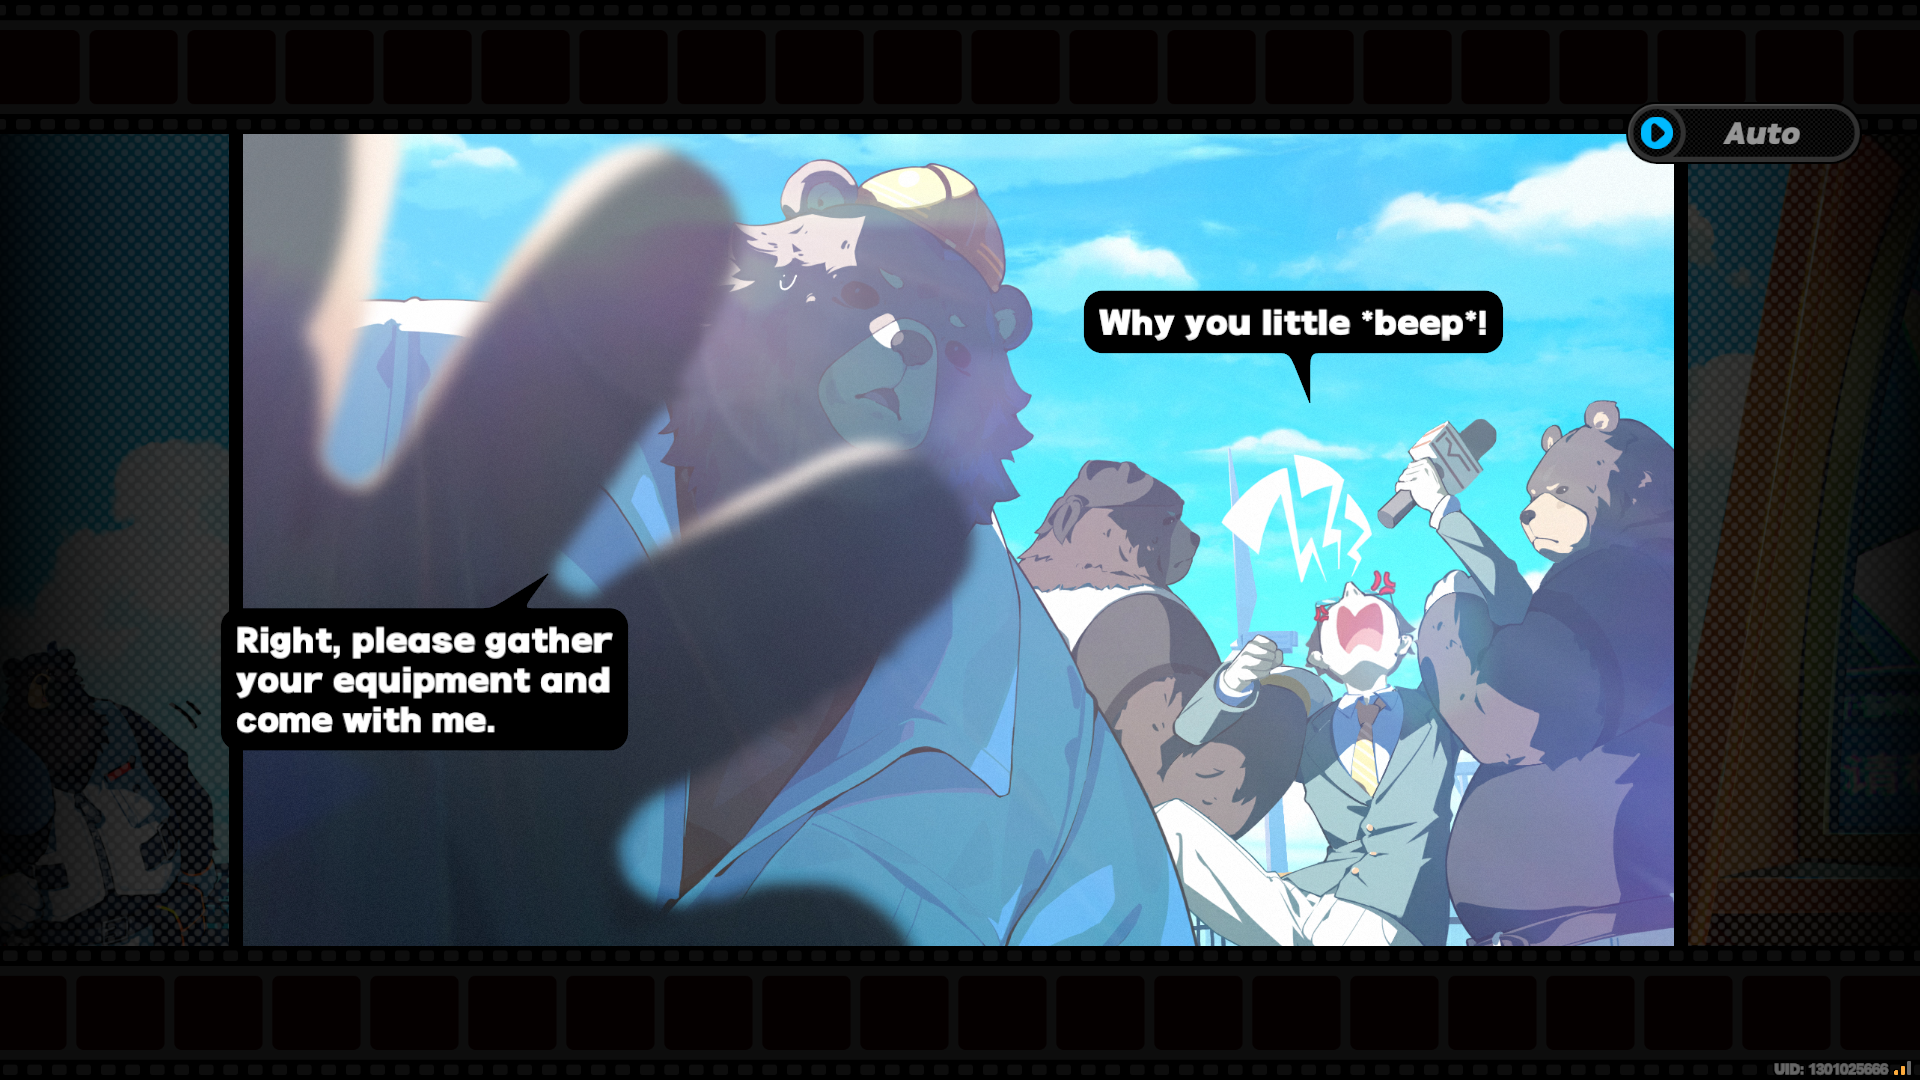 Auto
Why you little *beep*!
Right, please gather
your equipment and
come with me.
UID: 1301025666